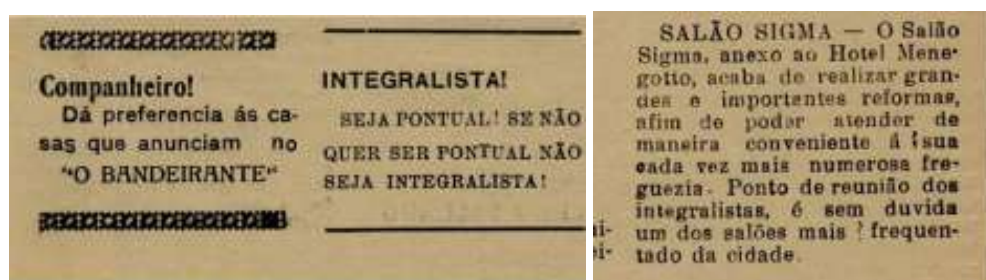 Companheiro!
Dá preferencia ás ca-
sas que anunciam no
"O BANDEIRANTE"
INTEGRALISTA!
SEJA PONTUAL! SE NÃO
QUER SER PONTUAL NÃO
SEJA INTEGRALISTA!
SALÃO SIGMA — O Salão
Sigma, anexo ao Hotel Mene-
gotto, acaba de realizar gran-
des e importantes reformas,
afim de poder atender de
maneira conveniente á sua
cada vez mais numerosa fre-
guezia. Ponto de reunião dos
integralistas, é sem duvida
um dos salões mais frequen-
tado da cidade.